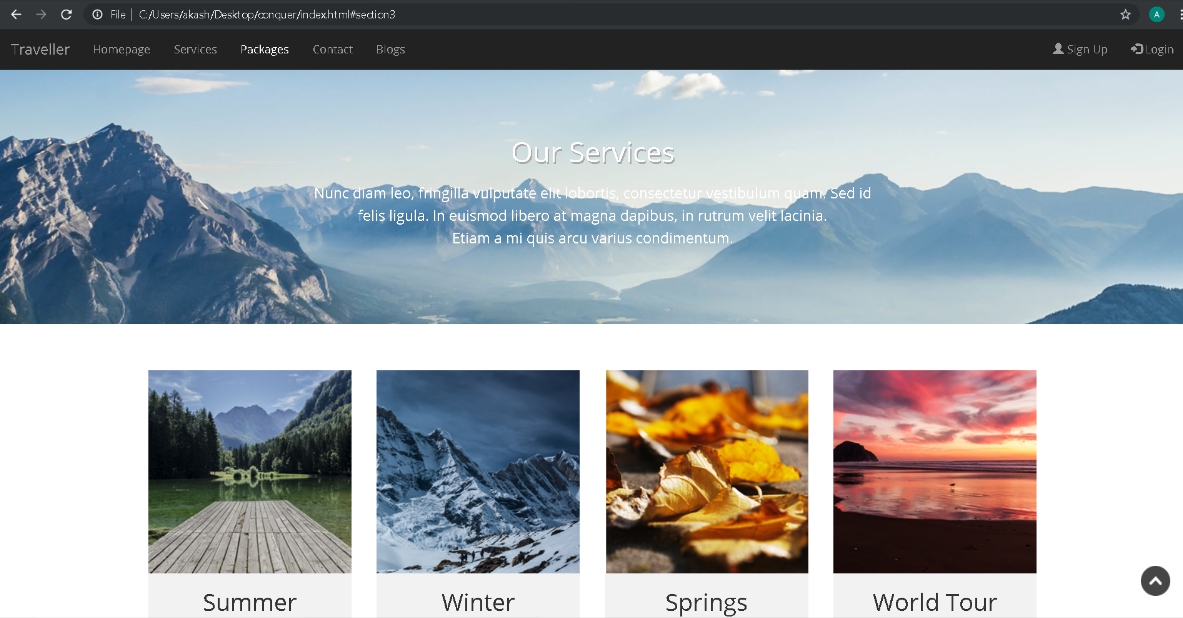 File | C:/Users/akash/Desktop/conquer/index.html#section3
A
Traveller Homepage Services Packages Contact Blogs Sign Up Login
Our Services
Nunc diam leo, fringilla vulputate elit lobortis, consectetur vestibulum quam. Sed id
felis ligula. In euismod libero at magna dapibus, in rutrum velit lacinia.
Etiam a mi quis arcu varius condimentum.
Summer Winter Springs World Tour